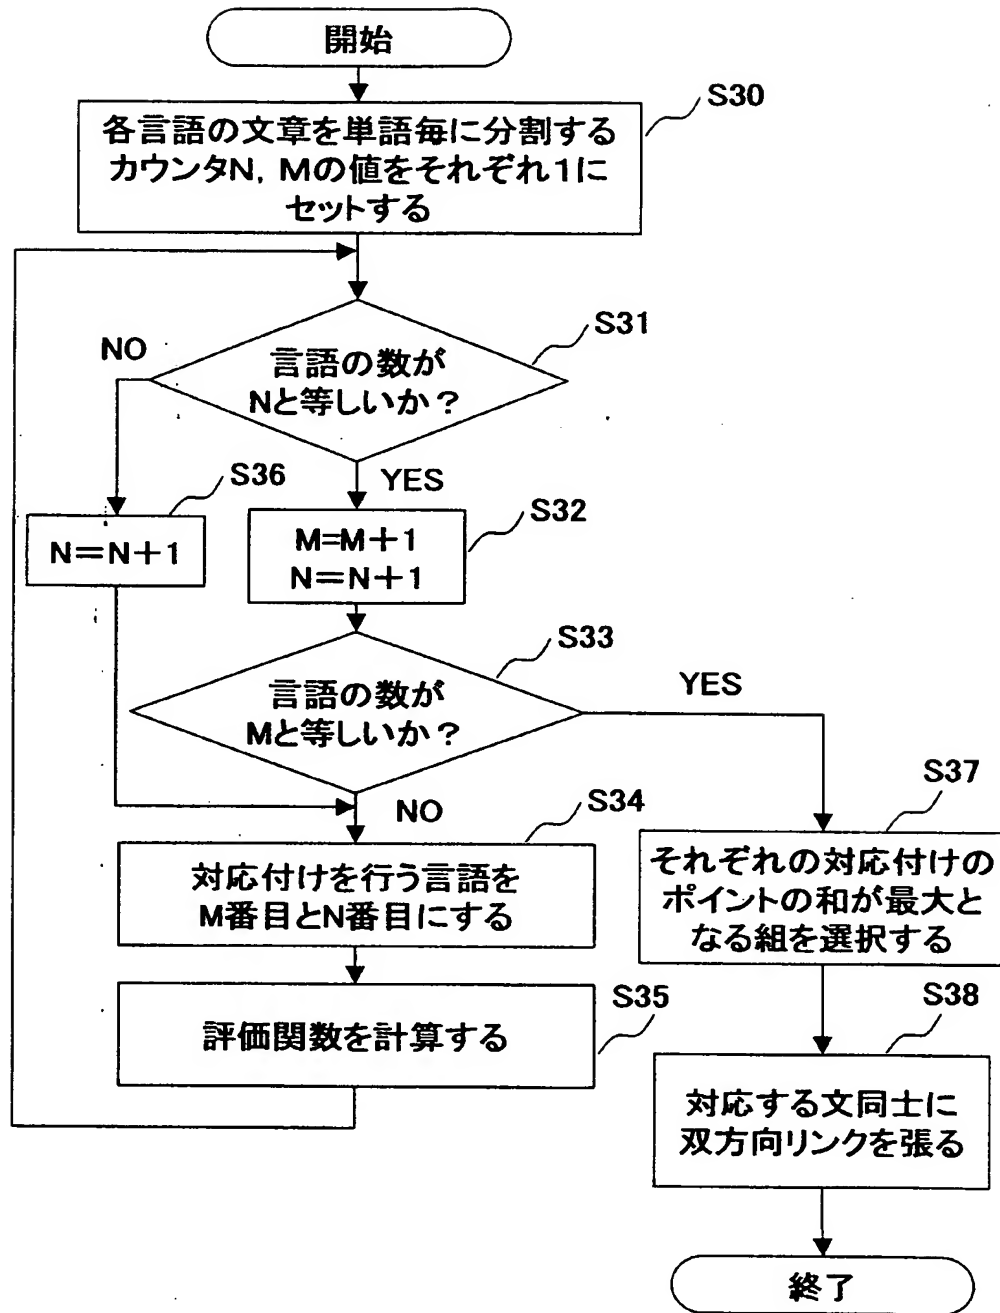 開始
S30
各言語の文章を単語毎に分割する
カウンタN, Mの値をそれぞれ1に
セットする
S31
NO
言語の数が
Nと等しいか?
YES
S36
N=N+1
S32
M=M+1
N=N+1
S33
言語の数が
Mと等しいか?
YES
NO
S34
対応付けを行う言語を
M番目とN番目にする
S35
評価関数を計算する
S37
それぞれの対応付けの
ポイントの和が最大と
なる組を選択する
S38
対応する文同士に
双方向リンクを張る
終了